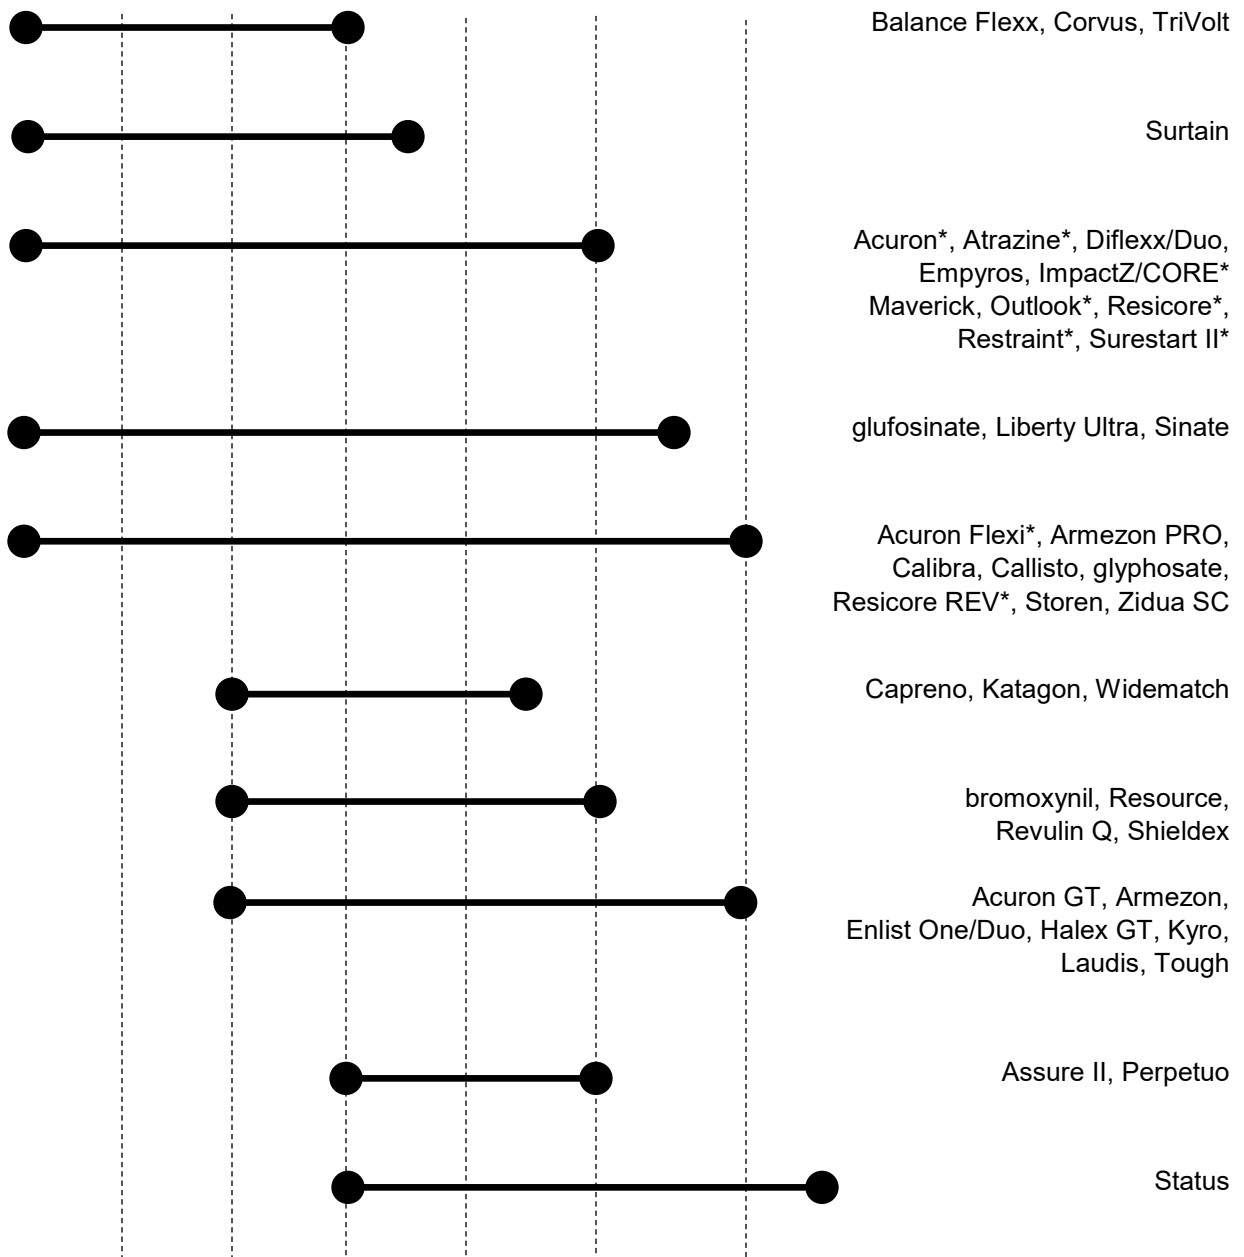 Balance Flexx, Corvus, TriVolt
Surtain
Acuron*, Atrazine*, Diflexx/Duo,
Empyros, ImpactZ/CORE*
Maverick, Outlook*, Resicore*,
Restraint*, Surestart II*
glufosinate, Liberty Ultra, Sinate
Acuron Flexi*, Armezon PRO,
Calibra, Callisto, glyphosate,
Resicore REV*, Storen, Zidua SC
Capreno, Katagon, Widematch
bromoxynil, Resource,
Revulin Q, Shieldex
Acuron GT, Armezon,
Enlist One/Duo, Halex GT, Kyro,
Laudis, Tough
Assure II, Perpetuo
Status